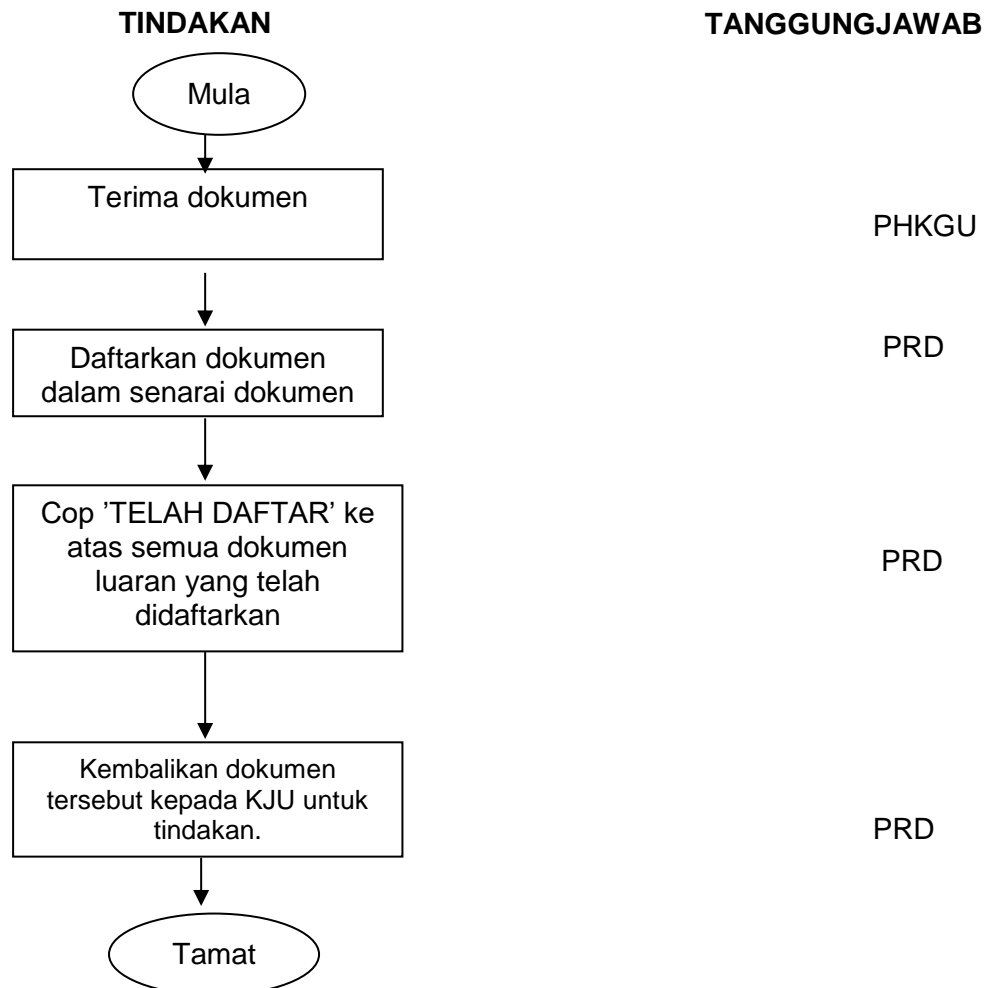 TINDAKAN
TANGGUNGJAWAB
Mula
Terima dokumen
PHKGU
Daftarkan dokumen
dalam senarai dokumen
PRD
Cop ’TELAH DAFTAR’ ke
atas semua dokumen
luaran yang telah
didaftarkan
PRD
Kembalikan dokumen
tersebut kepada KJU untuk
tindakan.
PRD
Tamat